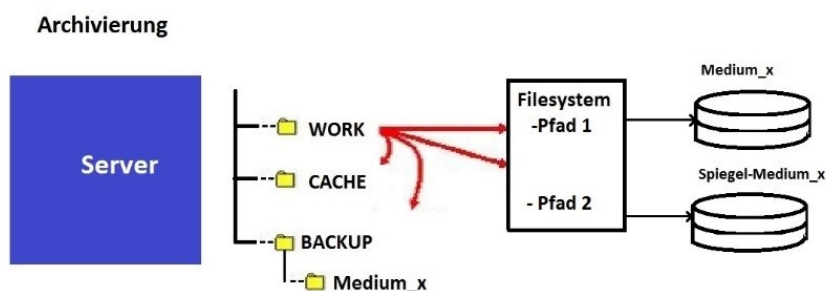 Archivierung
Server
WORK
CACHE
BACKUP
Medium_x
Filesystem
-Pfad 1
- Pfad 2
Medium_x
Spiegel-Medium_x